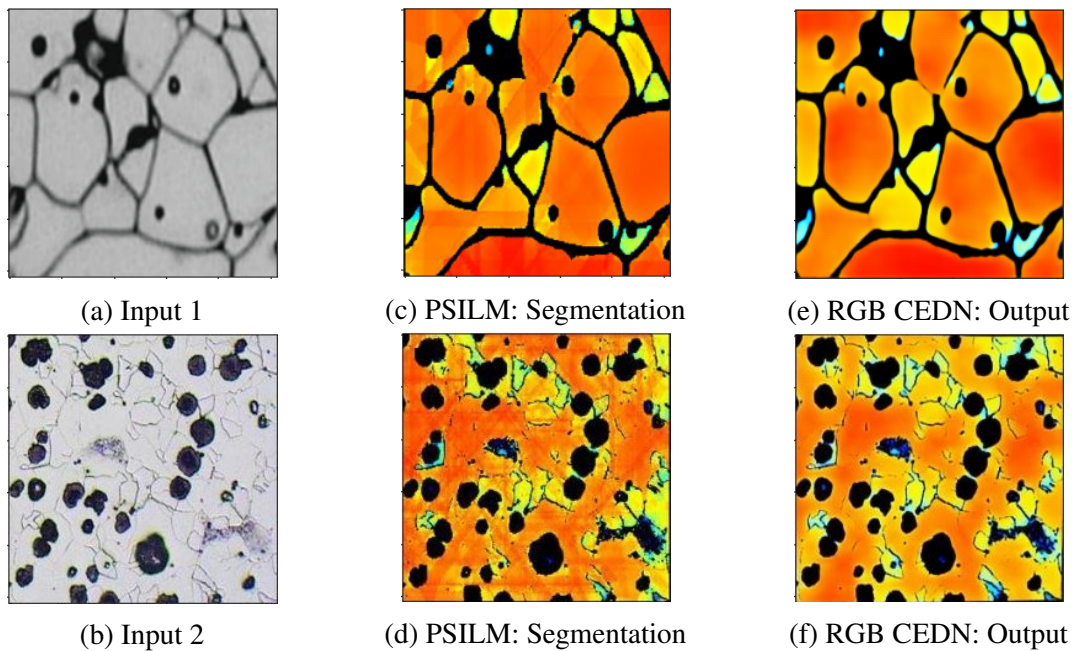 (a) Input 1
(c) PSILM: Segmentation
(e) RGB CEDN: Output
(b) Input 2
(d) PSILM: Segmentation
(f) RGB CEDN: Output